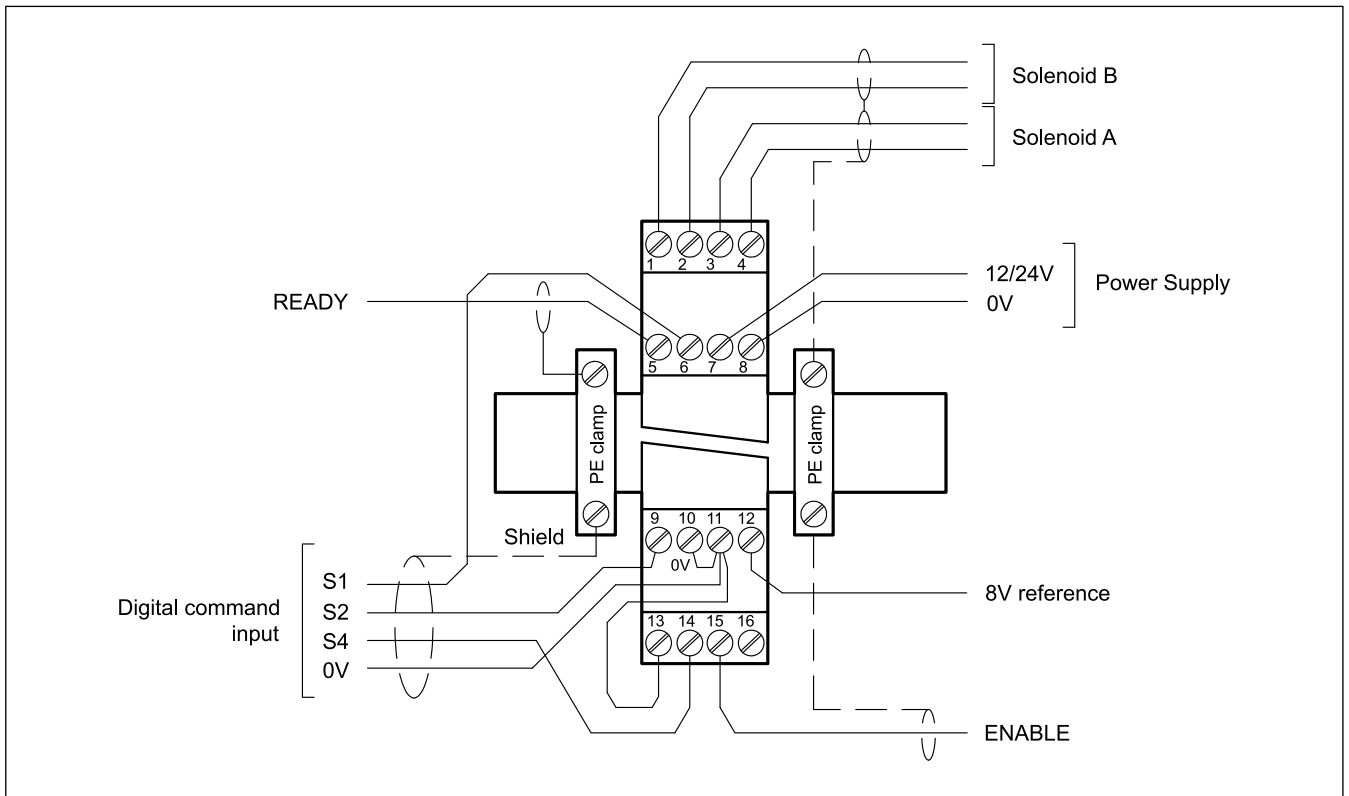 Solenoid B
Solenoid A
1 2 3 4
READY
12/24V
0V
Power Supply
5 6 7 8
PE clamp
PE clamp
Shield
9 10 11 12
0V
8V reference
Digital command
input
S1
S2
S4
0V
13 14 15 16
ENABLE